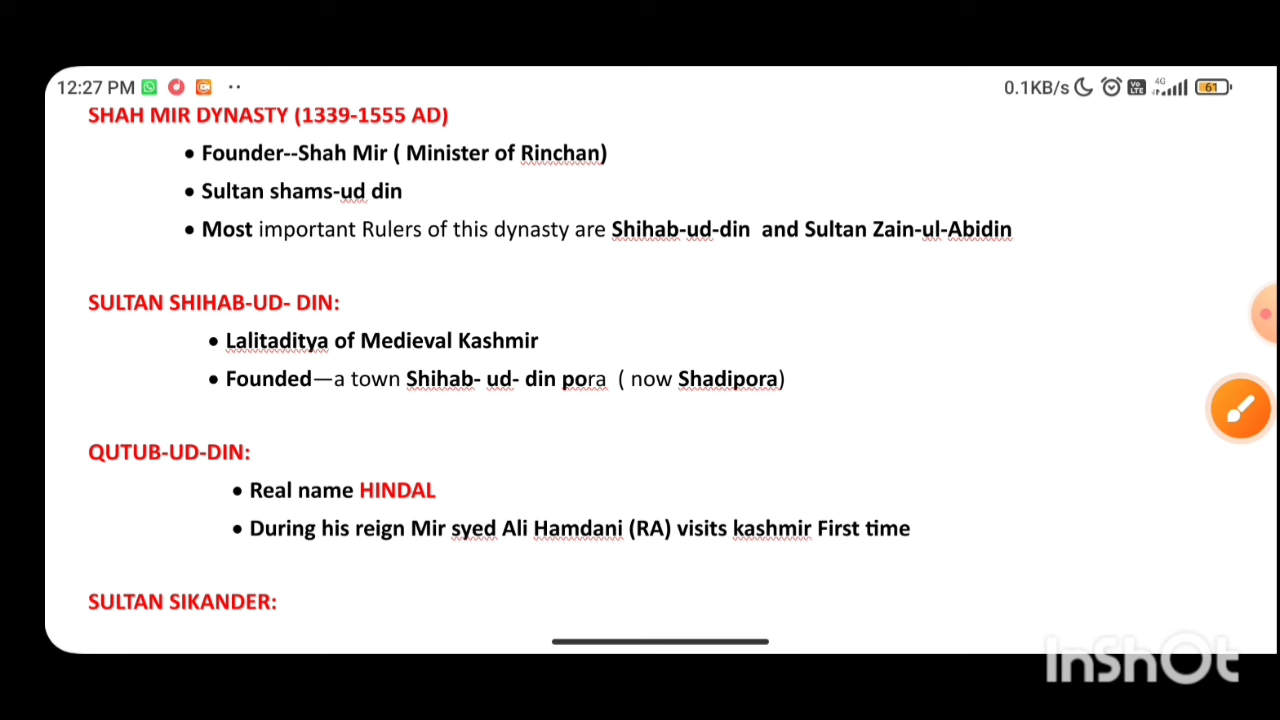 12:27 PM
0.1KB/s
4G
Vo
LTE
61
SHAH MIR DYNASTY (1339-1555 AD)
• Founder--Shah Mir ( Minister of Rinchan)
• Sultan shams-ud din
• Most important Rulers of this dynasty are Shihab-ud-din and Sultan Zain-ul-Abidin
SULTAN SHIHAB-UD- DIN:
• Lalitaditya of Medieval Kashmir
• Founded—a town Shihab- ud- din pora ( now Shadipora)
QUTUB-UD-DIN:
• Real name HINDAL
• During his reign Mir syed Ali Hamdani (RA) visits kashmir First time
SULTAN SIKANDER:
InShOt